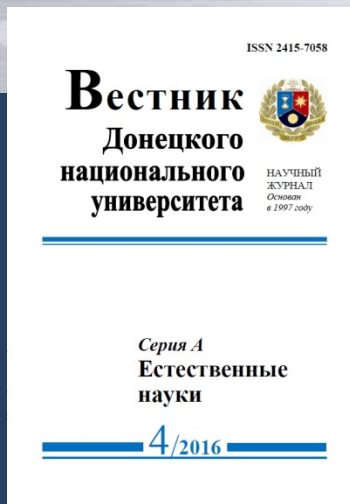 ISSN 2415-7058
Вестник
Донецкого
национального
университета
НАУЧНЫЙ
ЖУРНАЛ
Основан
в 1997 году
Серия А
Естественные
науки
4/2016